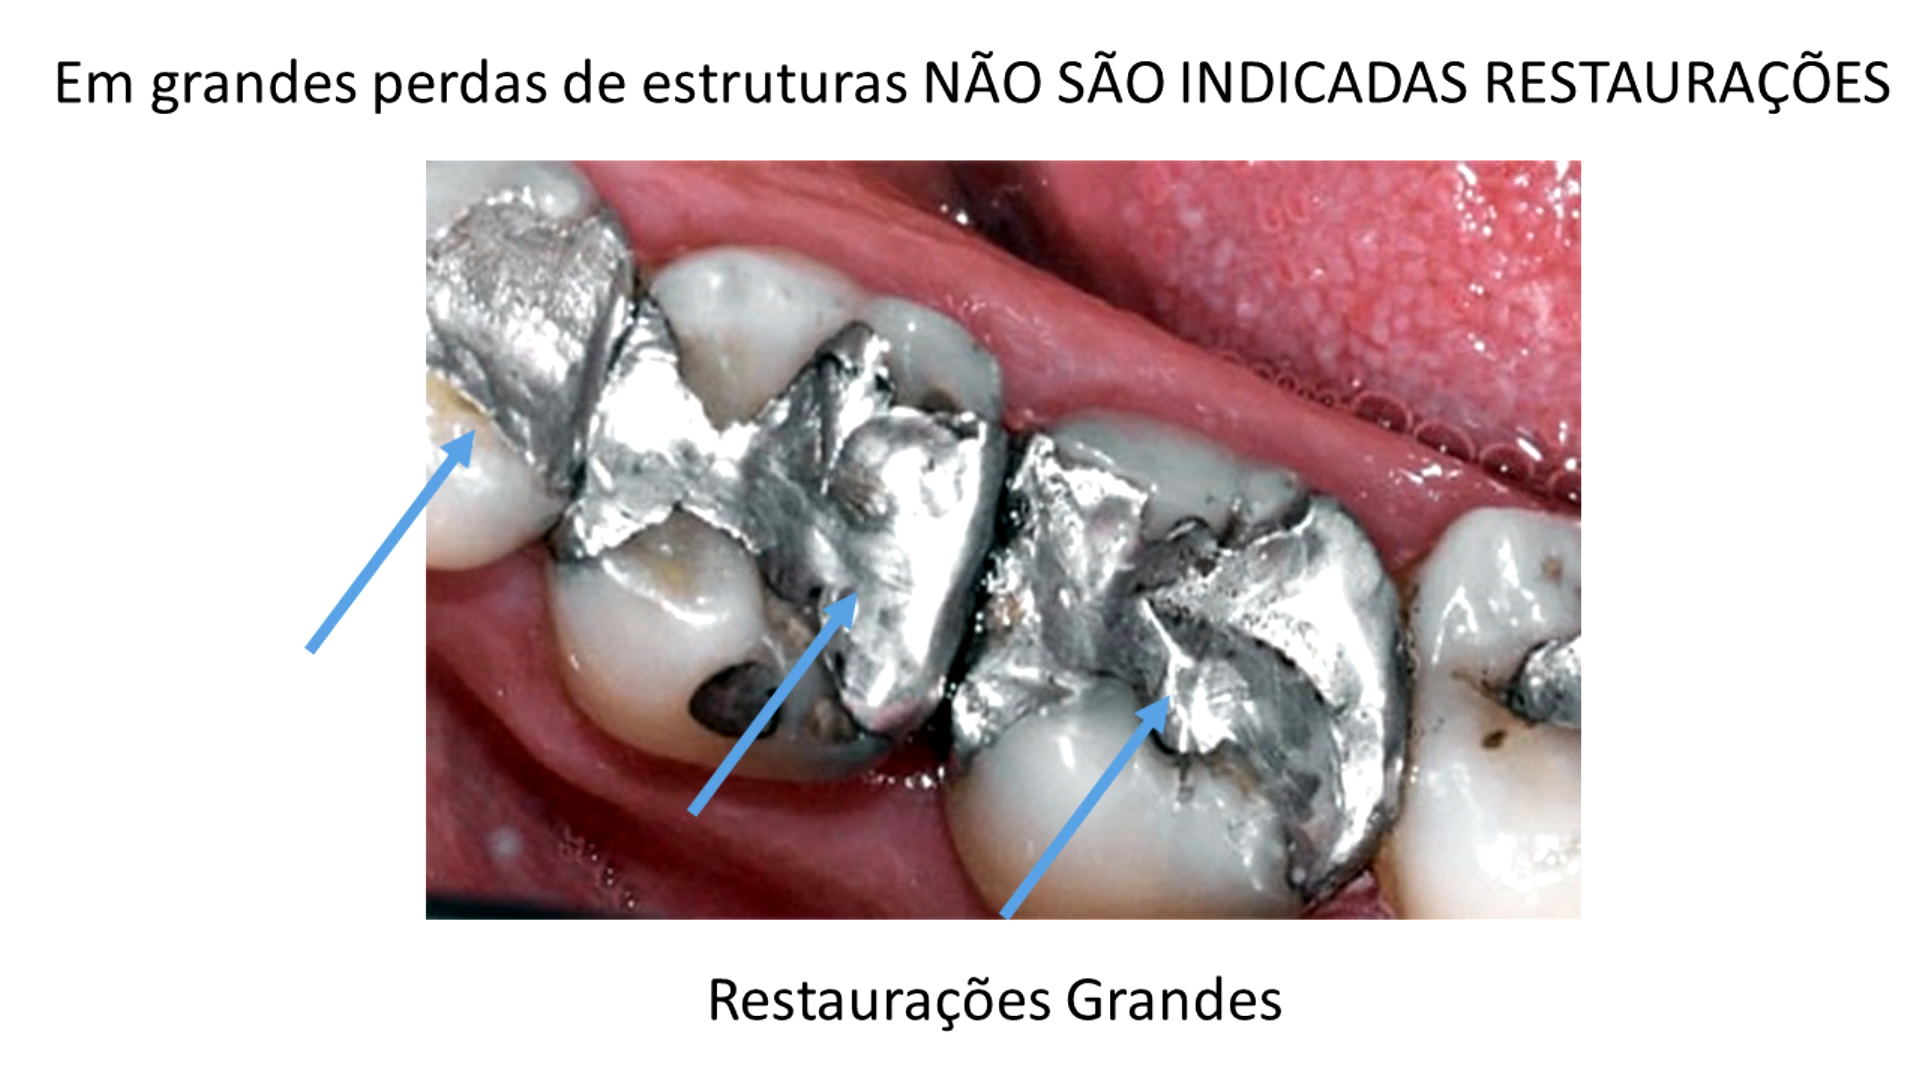 Em grandes perdas de estruturas NÃO SÃO INDICADAS RESTAURAÇÕES
Restaurações Grandes